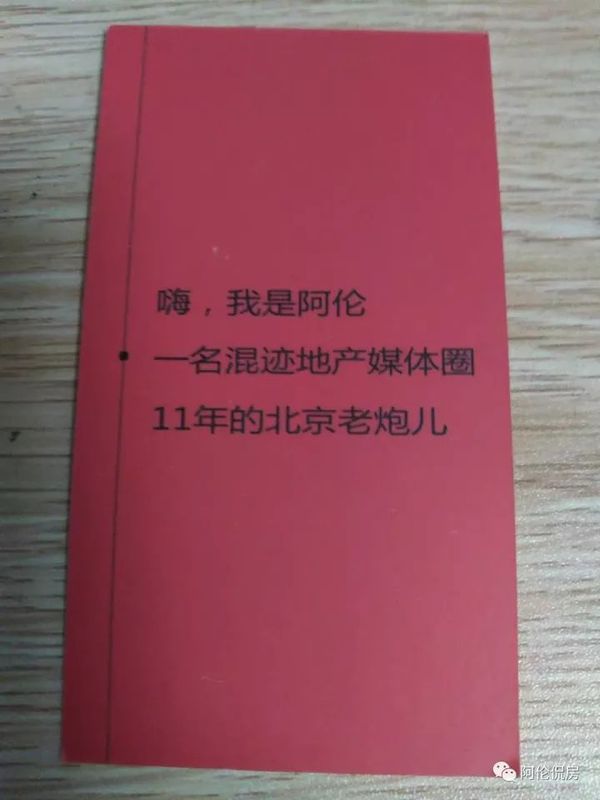 嗨，我是阿伦
一名混迹地产媒体圈
11年的北京老炮儿
阿伦侃房